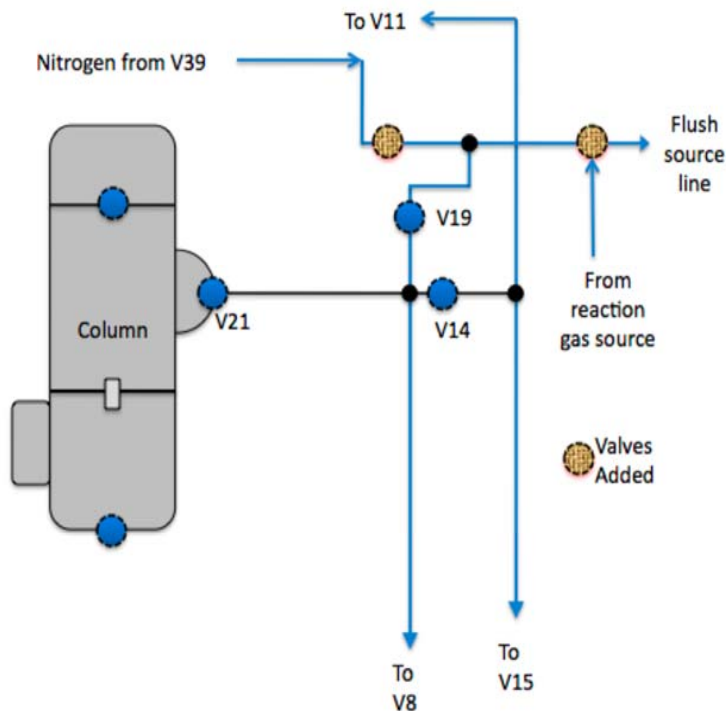 To V11
Nitrogen from V39
Flush
source
line
V19
From
reaction
gas source
V21
V14
Column
Valves
Added
To
V8
To
V15